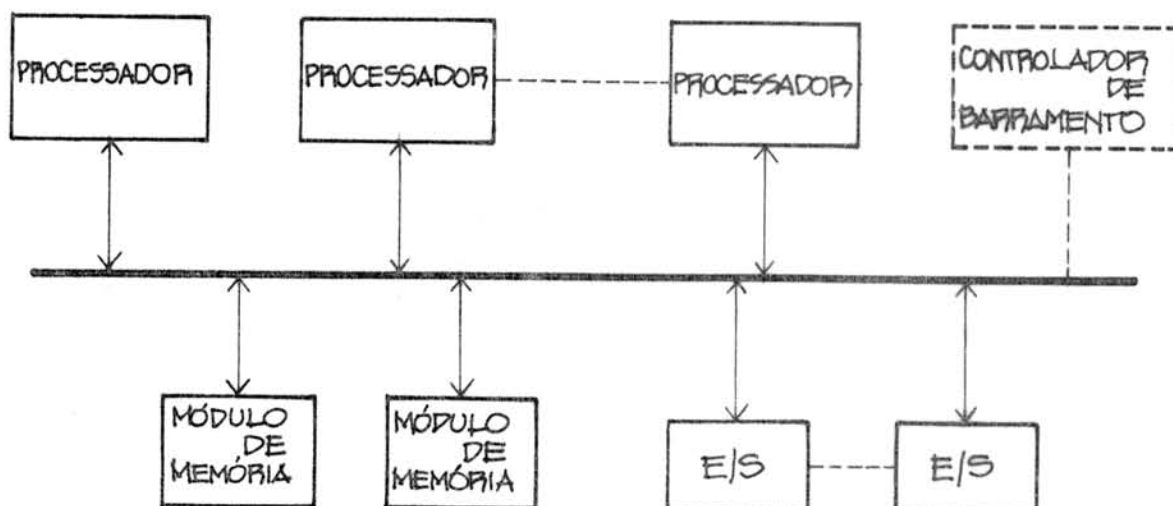 PROCESSADOR
PROCESSADOR
PROCESSADOR
CONTROLADOR
DE
BARRAMENTO
MÓDULO
DE
MEMÓRIA
MÓDULO
DE
MEMÓRIA
E/S
E/S